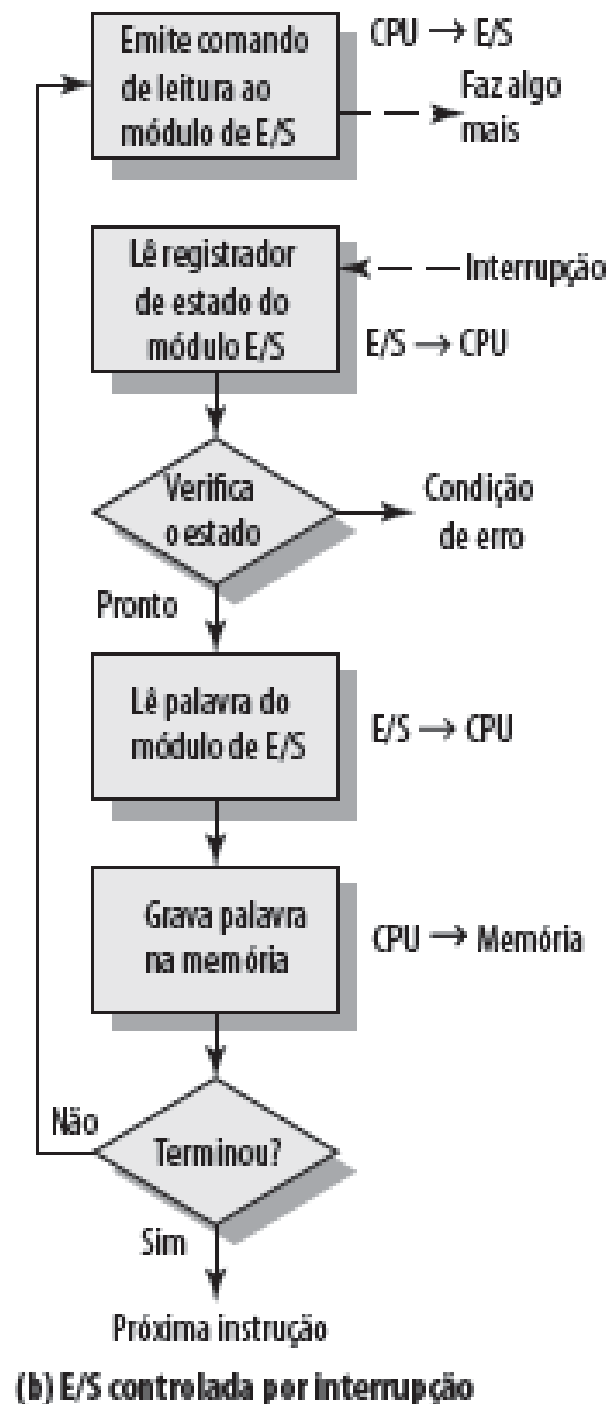 Emite comando
de leitura ao
módulo de E/S
CPU → E/S
Faz algo
mais
Lê registrador
de estado do
módulo E/S
Interrupção
E/S → CPU
Verifica
o estado
Condição
de erro
Pronto
Lê palavra do
módulo de E/S
E/S → CPU
Grava palavra
na memória
CPU → Memória
Não
Terminou?
Sim
Próxima instrução
(b) E/S controlada por interrupção